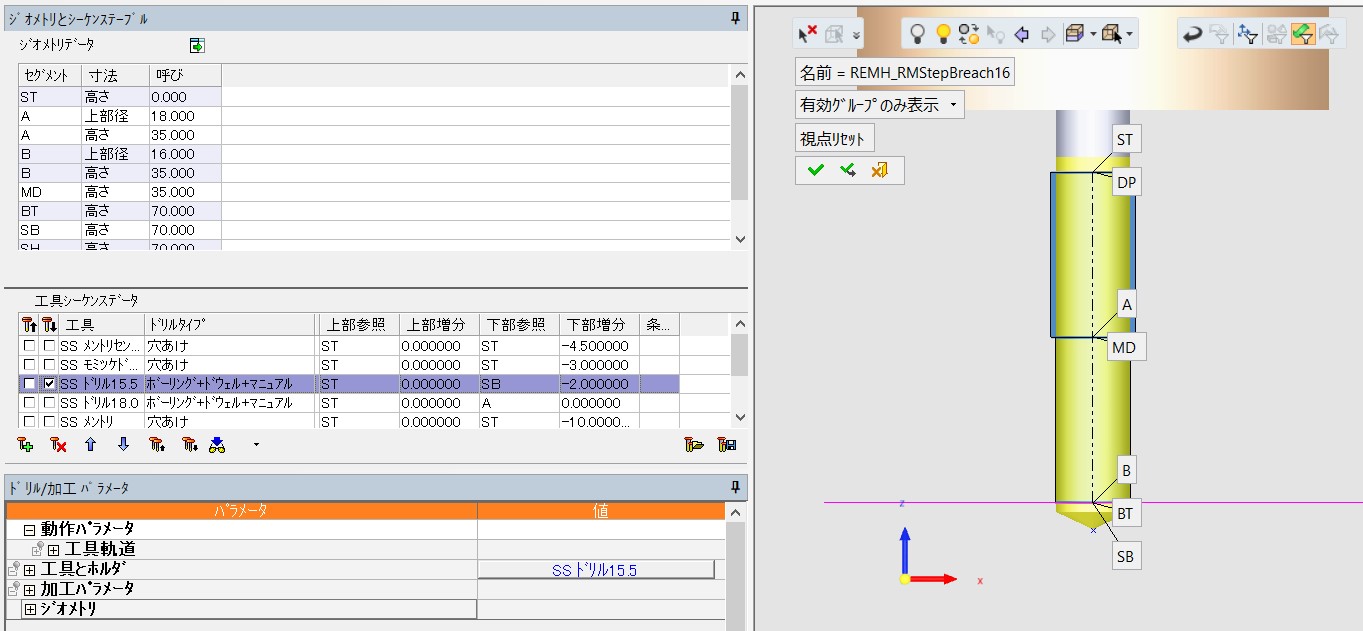 ｼﾞｵﾒﾄﾘとｼｰｹﾝｽﾃｰﾌﾞﾙ
ｼﾞｵﾒﾄﾘﾃﾞｰﾀ
ｾｸﾞﾒﾝﾄ 寸法 呼び
ST 高さ 0.000
A 上部径 18.000
A 高さ 35.000
B 上部径 16.000
B 高さ 35.000
MD 高さ 35.000
BT 高さ 70.000
SB 高さ 70.000
SH 高さ 70.000
工具ｼｰｹﾝｽﾃﾞｰﾀ
工具 ﾄﾞﾘﾙﾀｲﾌﾟ 上部参照 上部増分 下部参照 下部増分 条...
SS ﾒﾝﾄﾘｾﾝ... 穴あけ ST 0.000000 ST -4.500000
SS ﾓﾐﾂｹﾄﾞ... 穴あけ ST 0.000000 ST -3.000000
SS ﾄﾞﾘﾙ15.5 ﾎﾞｰﾘﾝｸﾞ+ﾄﾞｳｪﾙ+ﾏﾆｭｱﾙ ST 0.000000 SB -2.000000
SS ﾄﾞﾘﾙ18.0 ﾎﾞｰﾘﾝｸﾞ+ﾄﾞｳｪﾙ+ﾏﾆｭｱﾙ ST 0.000000 A 0.000000
SS ﾒﾝﾄﾘ 穴あけ ST 0.000000 ST -10.0000...
ﾄﾞﾘﾙ/加工 ﾊﾟﾗﾒｰﾀ
ﾊﾟﾗﾒｰﾀ 値
動作ﾊﾟﾗﾒｰﾀ
工具軌道
工具とﾎﾙﾀﾞ SS ﾄﾞﾘﾙ15.5
加工ﾊﾟﾗﾒｰﾀ
ｼﾞｵﾒﾄﾘ
名前 = REMH_RMStepBreach16
有効ｸﾞﾙｰﾌﾟのみ表示
視点ﾘｾｯﾄ
ST
DP
A
MD
B
BT
SB
z
x
x